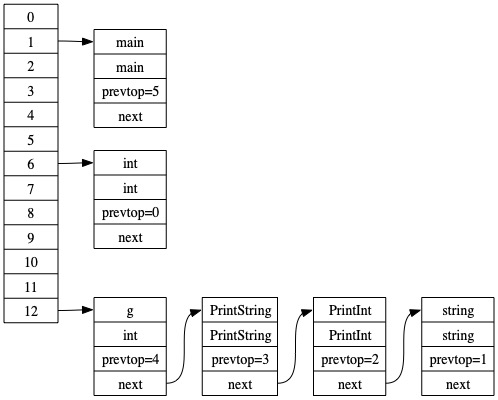 0
1
2
3
4
5
6
7
8
9
10
11
12
main
main
prevtop=5
next
int
int
prevtop=0
next
g
int
prevtop=4
next
PrintString
PrintString
prevtop=3
next
PrintInt
PrintInt
prevtop=2
next
string
string
prevtop=1
next